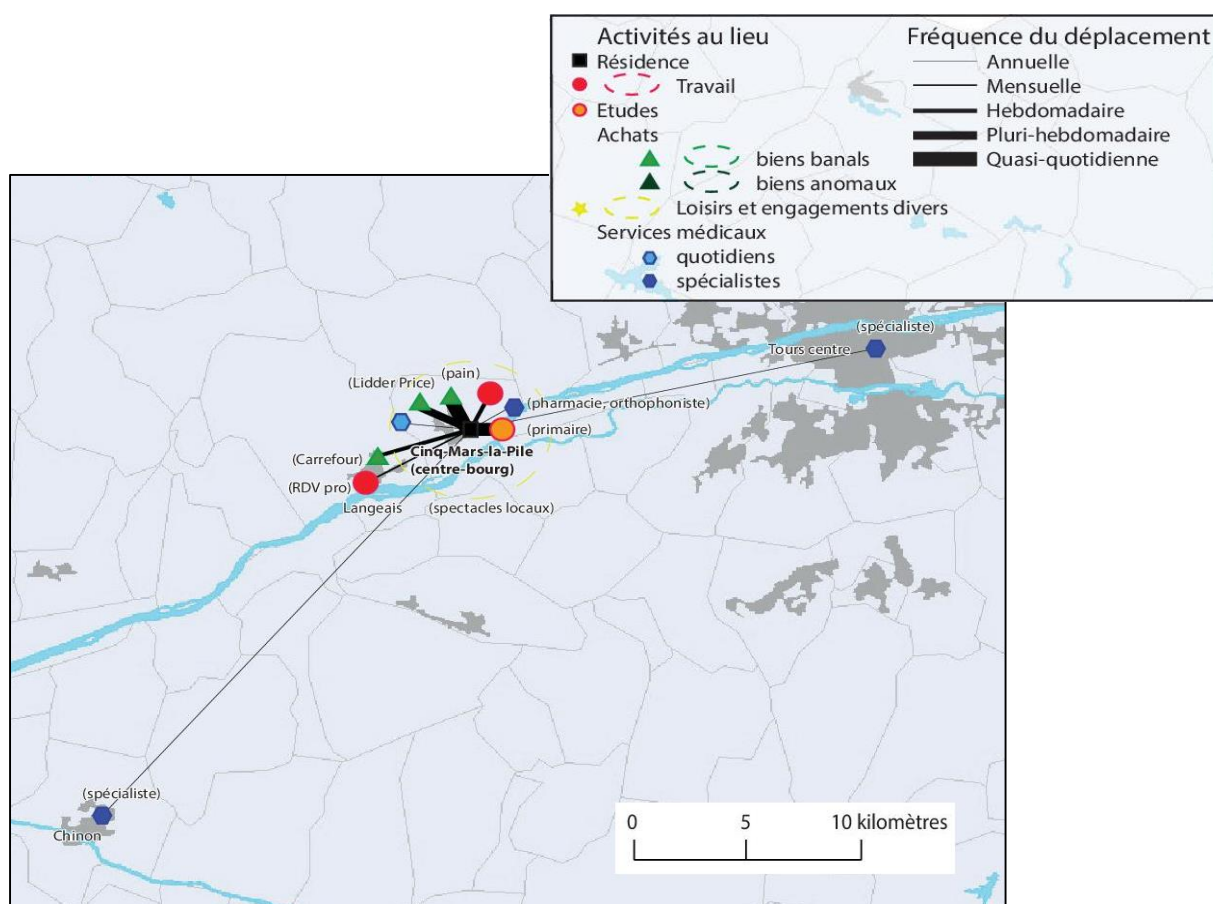 Activités au lieu
Résidence
Travail
Etudes
Achats
biens banals
biens anomaux
Loisirs et engagements divers
Services médicaux
quotidiens
spécialistes
Fréquence du déplacement
Annuelle
Mensuelle
Hebdomadaire
Pluri-hebdomadaire
Quasi-quotidienne
(spécialiste)
Tours centre
(pain)
(Lidder Price)
(pharmacie, orthophoniste)
(primaire)
Cinq-Mars-la-Pile
(centre-bourg)
(Carrefour)
(RDV pro)
Langeais
(spectacles locaux)
(spécialiste)
Chinon
0 5 10 kilomètres